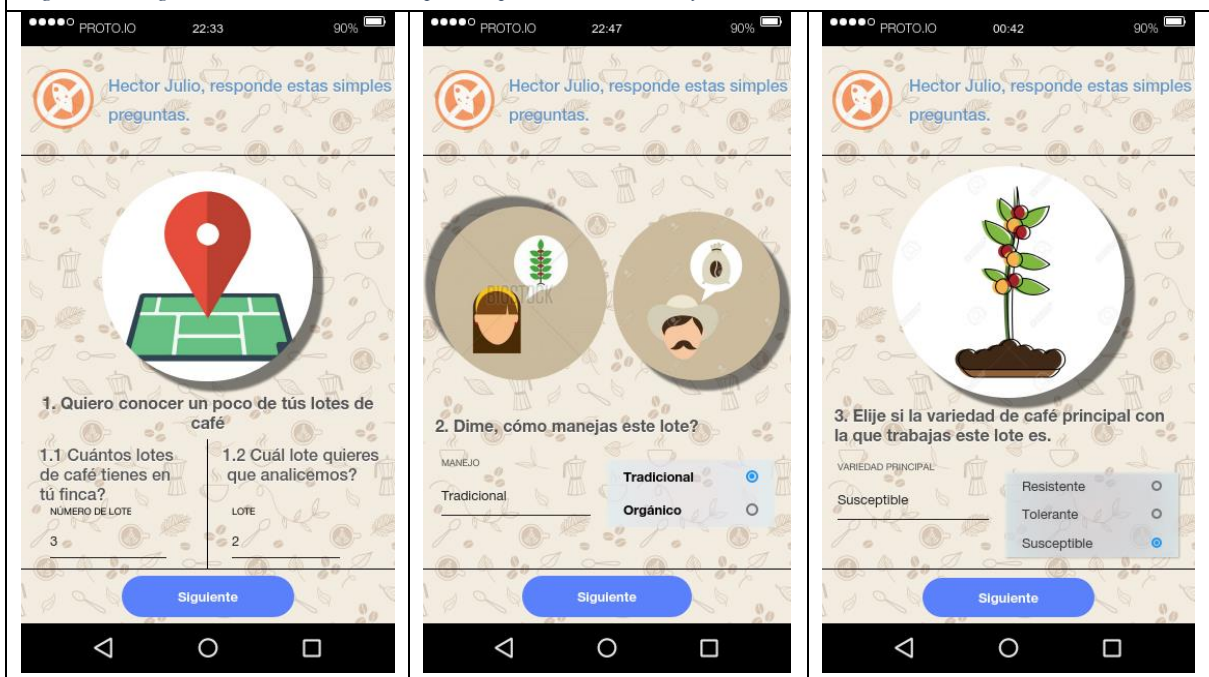 PROTO.IO 22:33 90%
Hector Julio, responde estas simples
preguntas.
1. Quiero conocer un poco de tús lotes de
café
1.1 Cuántos lotes
de café tienes en
tú finca?
NÚMERO DE LOTE
3
1.2 Cuál lote quieres
que analicemos?
LOTE
2
Siguiente
PROTO.IO 22:47 90%
Hector Julio, responde estas simples
preguntas.
BIGSTOCK
2. Dime, cómo manejas este lote?
MANEJO
Tradicional
Tradicional
Orgánico
Siguiente
PROTO.IO 00:42 90%
Hector Julio, responde estas simples
preguntas.
3. Elije si la variedad de café principal con
la que trabajas este lote es.
VARIEDAD PRINCIPAL
Susceptible
Resistente
Tolerante
Susceptible
Siguiente